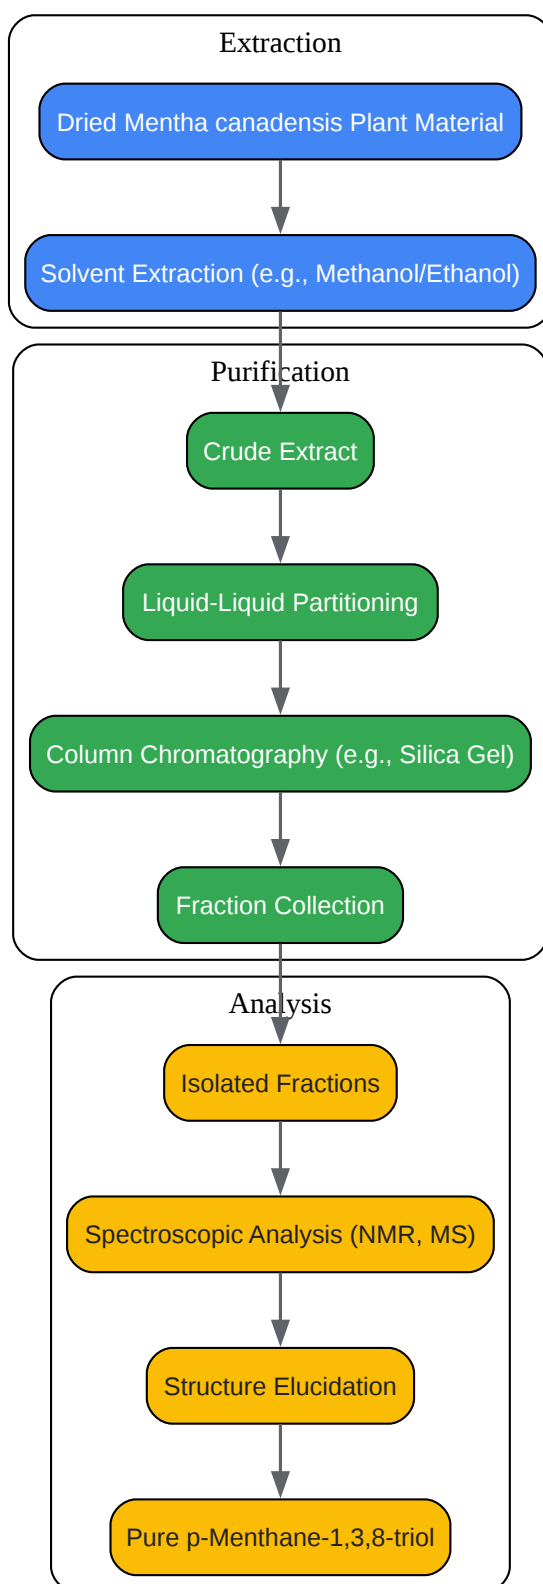 Extraction
Dried Mentha canadensis Plant Material
Solvent Extraction (e.g., Methanol/Ethanol)
Purification
Crude Extract
Liquid-Liquid Partitioning
Column Chromatography (e.g., Silica Gel)
Fraction Collection
Analysis
Isolated Fractions
Spectroscopic Analysis (NMR, MS)
Structure Elucidation
Pure p-Menthane-1,3,8-triol